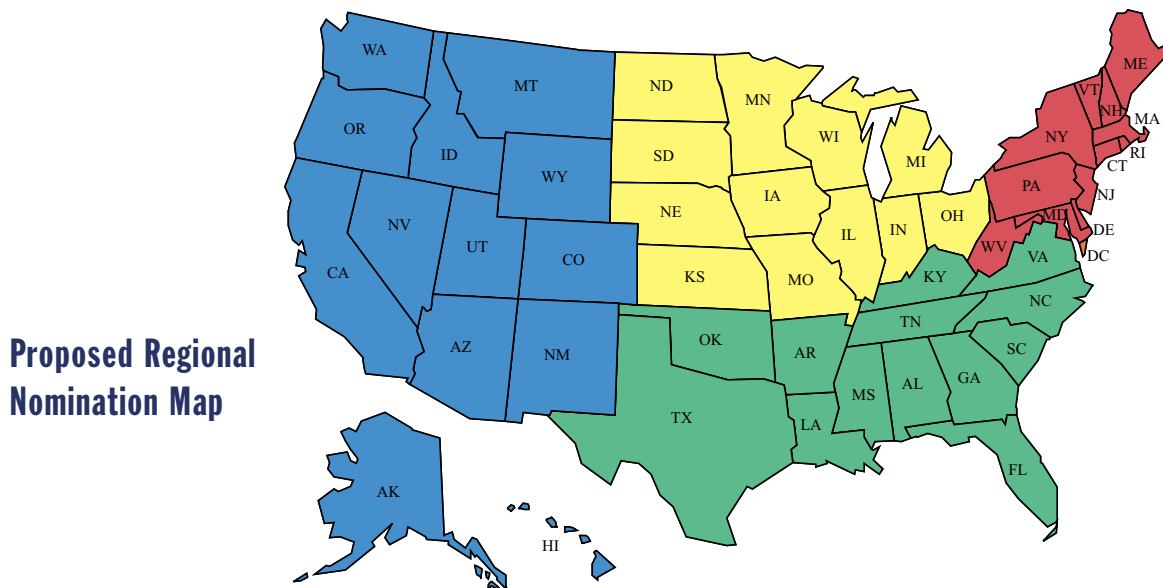 WA
MT
ND
MN
ME
VT
NH
MA
OR
ID
SD
WI
MI
NY
RI
CT
WY
NE
IA
PA
NJ
NV
UT
CO
IL
IN
OH
MD
DE
WV
DC
CA
KS
MO
KY
VA
NC
TN
AZ
NM
OK
AR
SC
GA
Proposed Regional
Nomination Map
TX
LA
MS
AL
FL
AK
HI